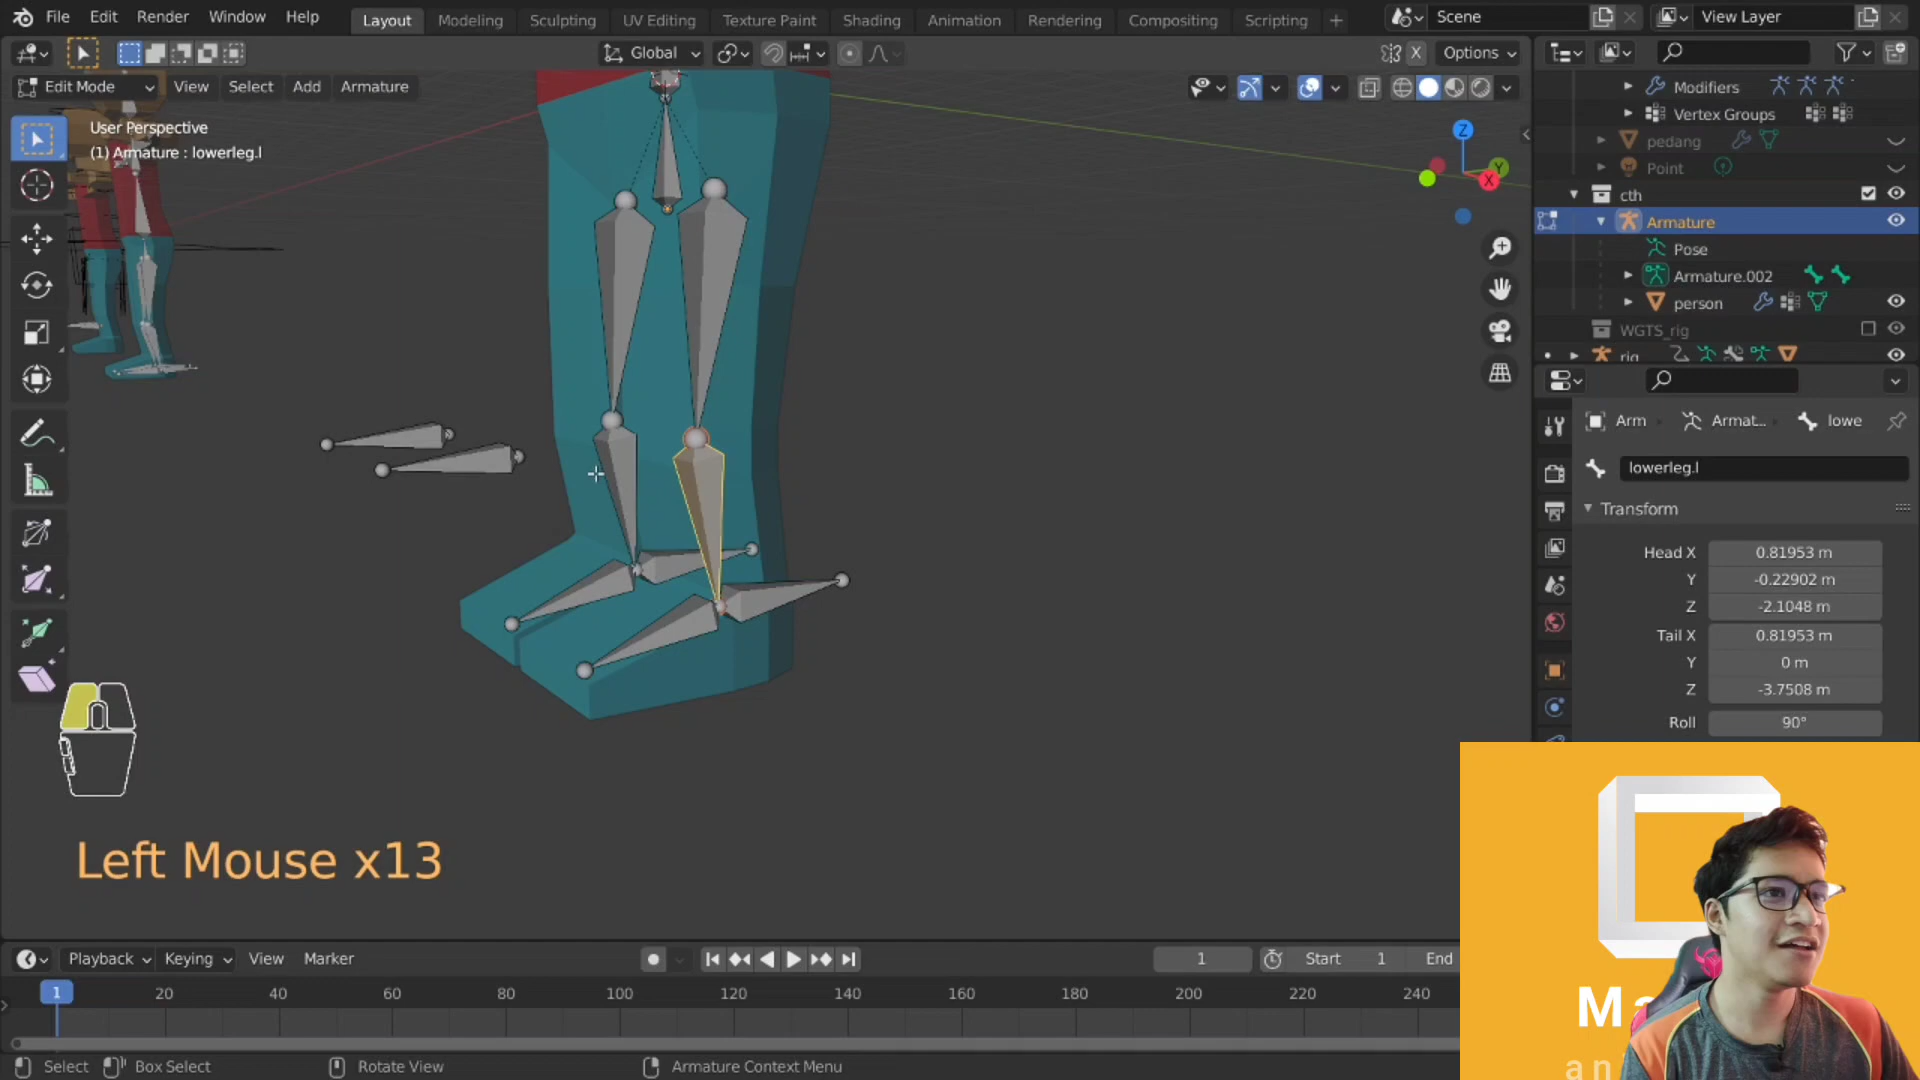 File Edit Render Window Help Layout Modeling Sculpting UV Editing Texture Paint Shading Animation Rendering Compositing Scripting Scene View Layer
Global X Options
Edit Mode View Select Add Armature
User Perspective
(1) Armature : lowerleg.l
Z
Y
X
Modifiers
Vertex Groups
pedang
Point
cth
Armature
Pose
Armature.002
person
WGTS_rig
rig
Arm Armat... lowe
lowerleg.l
Transform
Head X 0.81953 m
Y -0.22902 m
Z -2.1048 m
Tail X 0.81953 m
Y 0 m
Z -3.7508 m
Roll 90°
Left Mouse x13
Playback Keying View Marker 1 Start 1 End
1 20 40 60 80 100 120 140 160 180 200 220 240
Select Box Select Rotate View Armature Context Menu